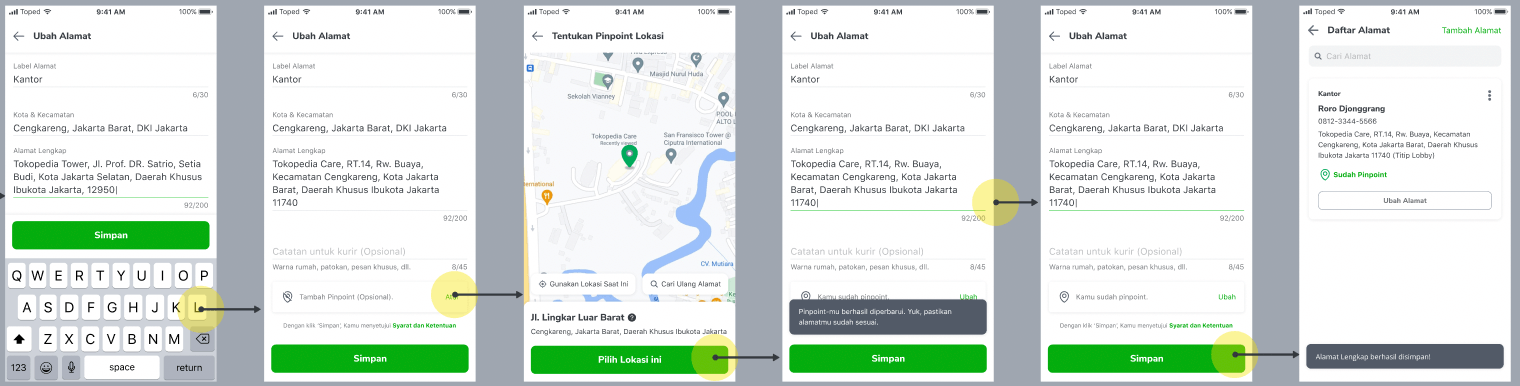 Toped
9:41 AM
100%
Ubah Alamat
Label Alamat
Kantor
6/30
Kota & Kecamatan
Cengkareng, Jakarta Barat, DKI Jakarta
Alamat Lengkap
Tokopedia Tower, Jl. Prof. DR. Satrio, Setia
Budi, Kota Jakarta Selatan, Daerah Khusus
Ibukota Jakarta, 12950|
92/200
Simpan
Q W E R T Y U I O P
A S D F G H J K L
Z X C V B N M
123
space
return
Toped
9:41 AM
100%
Ubah Alamat
Label Alamat
Kantor
6/30
Kota & Kecamatan
Cengkareng, Jakarta Barat, DKI Jakarta
Alamat Lengkap
Tokopedia Care, RT.14, Rw. Buaya,
Kecamatan Cengkareng, Kota Jakarta
Barat, Daerah Khusus Ibukota Jakarta
11740
92/200
Catatan untuk kurir (Opsional)
Warna rumah, patokan, pesan khusus, dll.
8/45
Tambah Pinpoint (Opsional).
Dengan klik 'Simpan', Kamu menyetujui Syarat dan Ketentuan
Simpan
Toped
9:41 AM
100%
Tentukan Pinpoint Lokasi
Masjid Nurul Huda
Sekolah Vianney
POOL
ALTO L
Tokopedia Care
Recently viewed
San Fransisco Tower @
Ciputra International
ernational
CV. Mutiara
Gunakan Lokasi Saat Ini
Cari Ulang Alamat
Jl. Lingkar Luar Barat
Cengkareng, Jakarta Barat, Daerah Khusus Ibukota Jakarta
Pilih Lokasi ini
Toped
9:41 AM
100%
Ubah Alamat
Label Alamat
Kantor
6/30
Kota & Kecamatan
Cengkareng, Jakarta Barat, DKI Jakarta
Alamat Lengkap
Tokopedia Care, RT.14, Rw. Buaya,
Kecamatan Cengkareng, Kota Jakarta
Barat, Daerah Khusus Ibukota Jakarta
11740|
92/200
Catatan untuk kurir (Opsional)
Warna rumah, patokan, pesan khusus, dll.
8/45
Kamu sudah pinpoint.
Ubah
Pinpoint-mu berhasil diperbarui. Yuk, pastikan
alamatmu sudah sesuai.
Simpan
Toped
9:41 AM
100%
Ubah Alamat
Label Alamat
Kantor
6/30
Kota & Kecamatan
Cengkareng, Jakarta Barat, DKI Jakarta
Alamat Lengkap
Tokopedia Care, RT.14, Rw. Buaya,
Kecamatan Cengkareng, Kota Jakarta
Barat, Daerah Khusus Ibukota Jakarta
11740|
92/200
Catatan untuk kurir (Opsional)
Warna rumah, patokan, pesan khusus, dll.
8/45
Kamu sudah pinpoint.
Ubah
Dengan klik 'Simpan', Kamu menyetujui Syarat dan Ketentuan
Simpan
Toped
9:41 AM
100%
Daftar Alamat
Tambah Alamat
Cari Alamat
Kantor
Roro Djonggrang
0812-3344-5566
Tokopedia Care, RT.14, Rw. Buaya, Kecamatan
Cengkareng, Kota Jakarta Barat, Daerah Khusus
Ibukota Jakarta 11740 (Titip Lobby)
Sudah Pinpoint
Ubah Alamat
Alamat Lengkap berhasil disimpan!